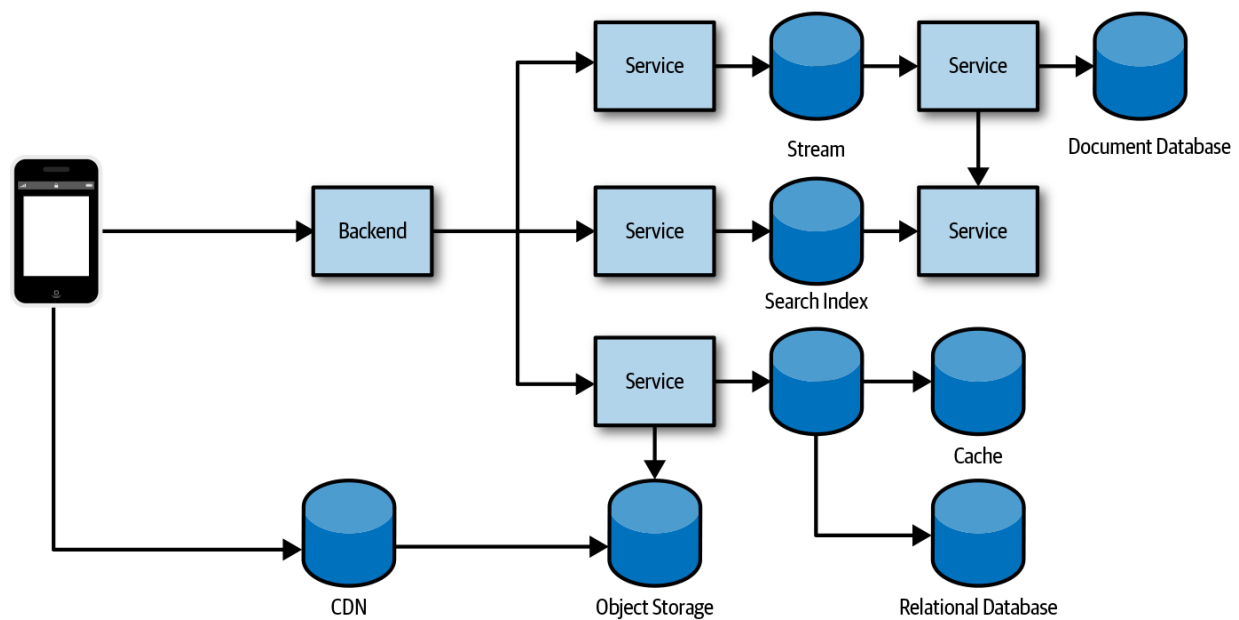 Service
Service
Stream
Document Database
Backend
Service
Service
Search Index
Service
Cache
CDN
Object Storage
Relational Database